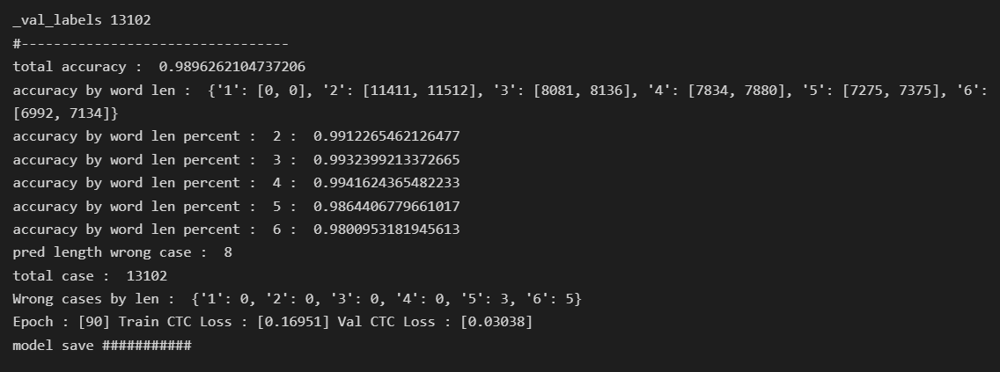 _val_labels 13102
#---------------------------------
total accuracy :  0.9896262104737206
accuracy by word len :  {'1': [0, 0], '2': [11411, 11512], '3': [8081, 8136], '4': [7834, 7880], '5': [7275, 7375], '6':
[6992, 7134]}
accuracy by word len percent :  2 :  0.9912265462126477
accuracy by word len percent :  3 :  0.9932399213372665
accuracy by word len percent :  4 :  0.9941624365482233
accuracy by word len percent :  5 :  0.9864406779661017
accuracy by word len percent :  6 :  0.9800953181945613
pred length wrong case :  8
total case :  13102
Wrong cases by len :  {'1': 0, '2': 0, '3': 0, '4': 0, '5': 3, '6': 5}
Epoch : [90] Train CTC Loss : [0.16951] Val CTC Loss : [0.03038]
model save ###########